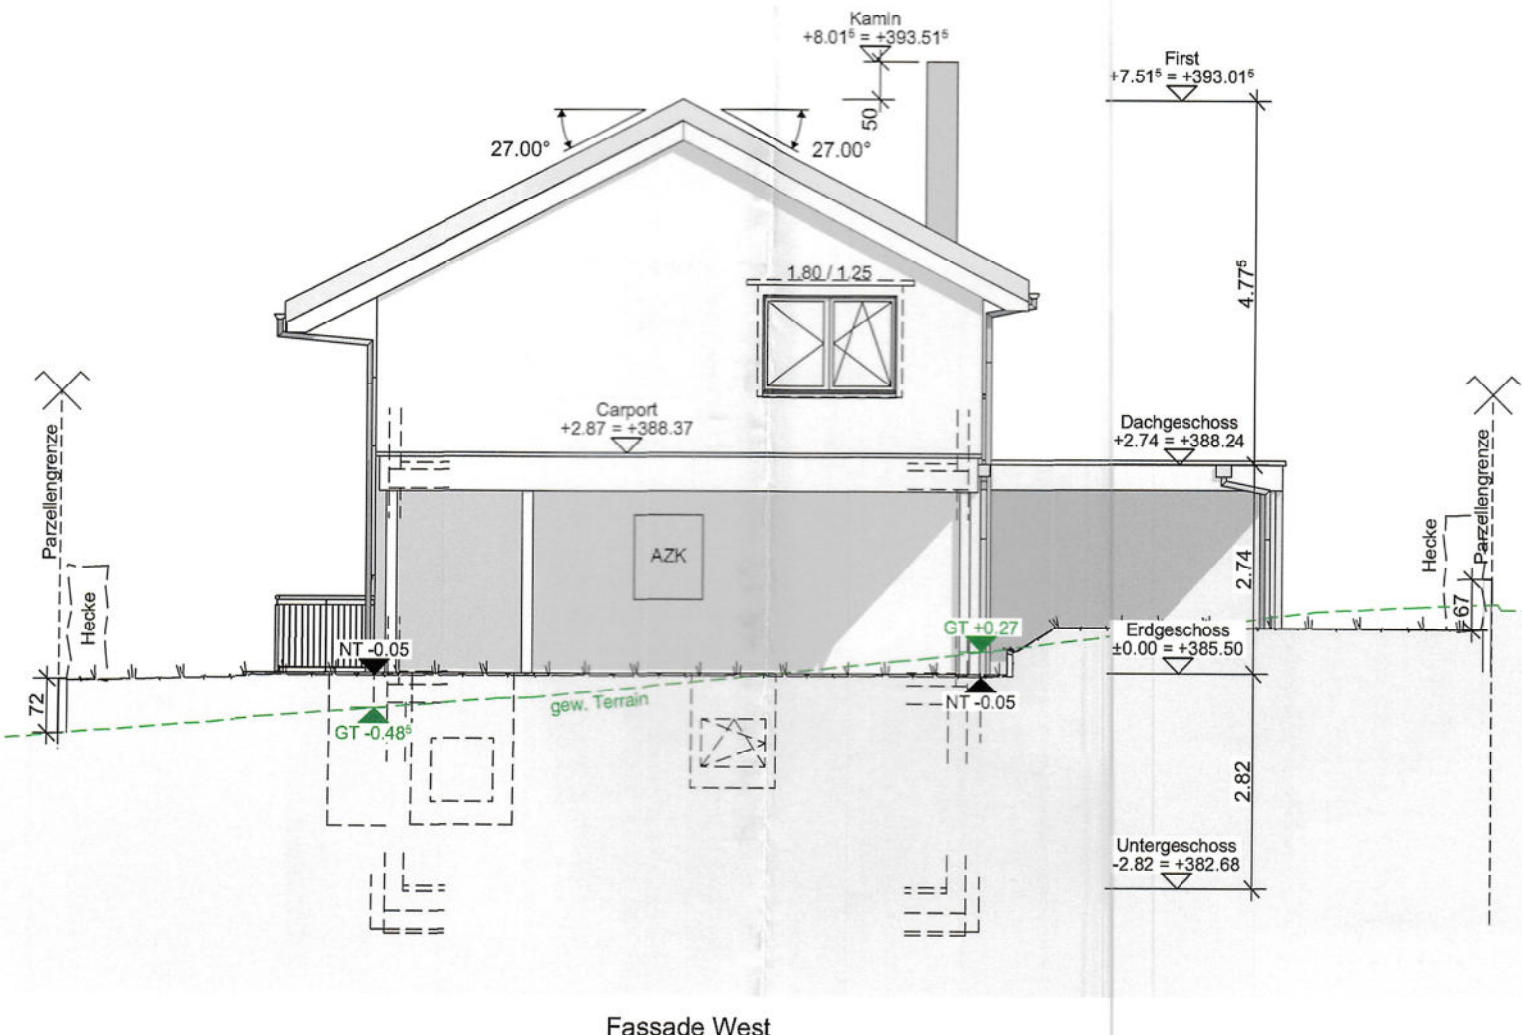 Kamin
+8.01⁵ = +393.51⁵
First
+7.51⁵ = +393.01⁵
50
27.00°
27.00°
4.77⁵
1.80 / 1.25
Carport
+2.87 = +388.37
Dachgeschoss
+2.74 = +388.24
Parzellengrenze
Parzellengrenze
Hecke
Hecke
AZK
2.74
67
GT +0.27
NT -0.05
Erdgeschoss
±0.00 = +385.50
72
gew. Terrain
NT -0.05
GT -0.48⁵
2.82
Untergeschoss
-2.82 = +382.68
Fassade West